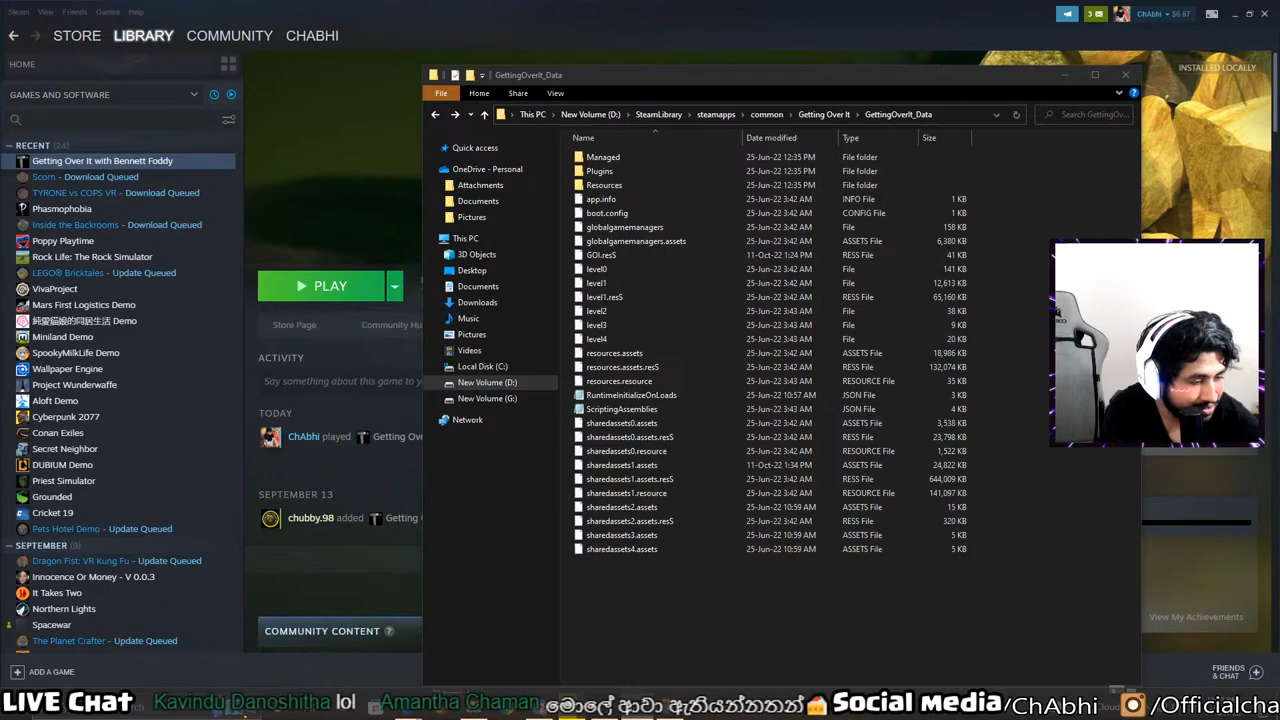 Steam View Friends Games Help
3 ChAbhi $6.67
STORE LIBRARY COMMUNITY CHABHI
HOME
GAMES AND SOFTWARE
RECENT (24)
Getting Over It with Bennett Foddy
Scorn - Download Queued
TYRONE vs COPS VR - Download Queued
Phasmophobia
Inside the Backrooms - Download Queued
Poppy Playtime
Rock Life: The Rock Simulator
LEGO® Bricktales - Update Queued
VivaProject
Mars First Logistics Demo
純愛貓娘的同居生活 Demo
Miniland Demo
SpookyMilkLife Demo
Wallpaper Engine
Project Wunderwaffe
Aloft Demo
Cyberpunk 2077
Conan Exiles
Secret Neighbor
DUBIUM Demo
Priest Simulator
Grounded
Cricket 19
Pets Hotel Demo - Update Queued
SEPTEMBER (9)
Dragon Fist: VR Kung Fu - Update Queued
Innocence Or Money - V 0.0.3
It Takes Two
Northern Lights
Spacewar
The Planet Crafter - Update Queued
ADD A GAME
PLAY
Store Page Community Hu
ACTIVITY
Say something about this game to y
TODAY
ChAbhi played Getting Ove
SEPTEMBER 13
chubby.98 added Getting
COMMUNITY CONTENT ?
INSTALLED LOCALLY
GettingOverIt_Data
File Home Share View
This PC New Volume (D:) SteamLibrary steamapps common Getting Over It GettingOverIt_Data
Search GettingOv...
Quick access
OneDrive - Personal
Attachments
Documents
Pictures
This PC
3D Objects
Desktop
Documents
Downloads
Music
Pictures
Videos
Local Disk (C:)
New Volume (D:)
New Volume (G:)
Network
Name Date modified Type Size
Managed 25-Jun-22 12:35 PM File folder
Plugins 25-Jun-22 12:35 PM File folder
Resources 25-Jun-22 12:35 PM File folder
app.info 25-Jun-22 3:42 AM INFO File 1 KB
boot.config 25-Jun-22 3:42 AM CONFIG File 1 KB
globalgamemanagers 25-Jun-22 3:42 AM File 158 KB
globalgamemanagers.assets 25-Jun-22 3:42 AM ASSETS File 6,380 KB
GOI.resS 11-Oct-22 1:24 PM RESS File 41 KB
level0 25-Jun-22 3:42 AM File 141 KB
level1 25-Jun-22 3:42 AM File 12,613 KB
level1.resS 25-Jun-22 3:42 AM RESS File 65,160 KB
level2 25-Jun-22 3:42 AM File 38 KB
level3 25-Jun-22 3:43 AM File 9 KB
level4 25-Jun-22 3:43 AM File 20 KB
resources.assets 25-Jun-22 3:42 AM ASSETS File 18,986 KB
resources.assets.resS 25-Jun-22 3:42 AM RESS File 132,074 KB
resources.resource 25-Jun-22 3:43 AM RESOURCE File 35 KB
RuntimeInitializeOnLoads 25-Jun-22 10:57 AM JSON File 3 KB
ScriptingAssemblies 25-Jun-22 3:42 AM JSON File 4 KB
sharedassets0.assets 25-Jun-22 3:42 AM ASSETS File 3,538 KB
sharedassets0.assets.resS 25-Jun-22 3:42 AM RESS File 23,798 KB
sharedassets0.resource 25-Jun-22 3:42 AM RESOURCE File 1,522 KB
sharedassets1.assets 11-Oct-22 1:34 PM ASSETS File 24,822 KB
sharedassets1.assets.resS 25-Jun-22 3:42 AM RESS File 644,009 KB
sharedassets1.resource 25-Jun-22 3:42 AM RESOURCE File 141,097 KB
sharedassets2.assets 25-Jun-22 10:59 AM ASSETS File 15 KB
sharedassets2.assets.resS 25-Jun-22 3:42 AM RESS File 320 KB
sharedassets3.assets 25-Jun-22 10:59 AM ASSETS File 5 KB
sharedassets4.assets 25-Jun-22 10:59 AM ASSETS File 5 KB
View My Achievements
FRIENDS & CHAT
LIVE Chat Kavindu Danoshitha lol Amantha Chaman මොලේ ආවා ඇතියන්නතන් Social Media /ChAbhi /Officialcha